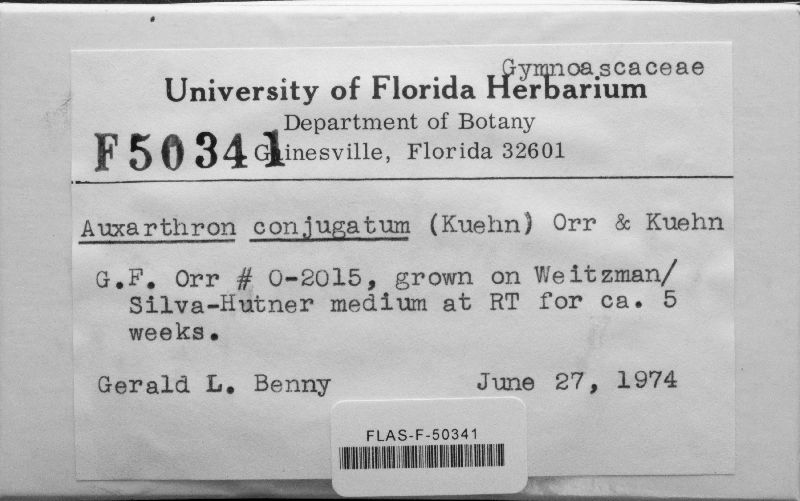 Gymnoascaceae
University of Florida Herbarium
Department of Botany
F50341 Gainesville, Florida 32601
Auxarthron conjugatum (Kuehn) Orr & Kuehn
G.F. Orr # O-2015, grown on Weitzman/
Silva-Hutner medium at RT for ca. 5
weeks.
Gerald L. Benny June 27, 1974
FLAS-F-50341